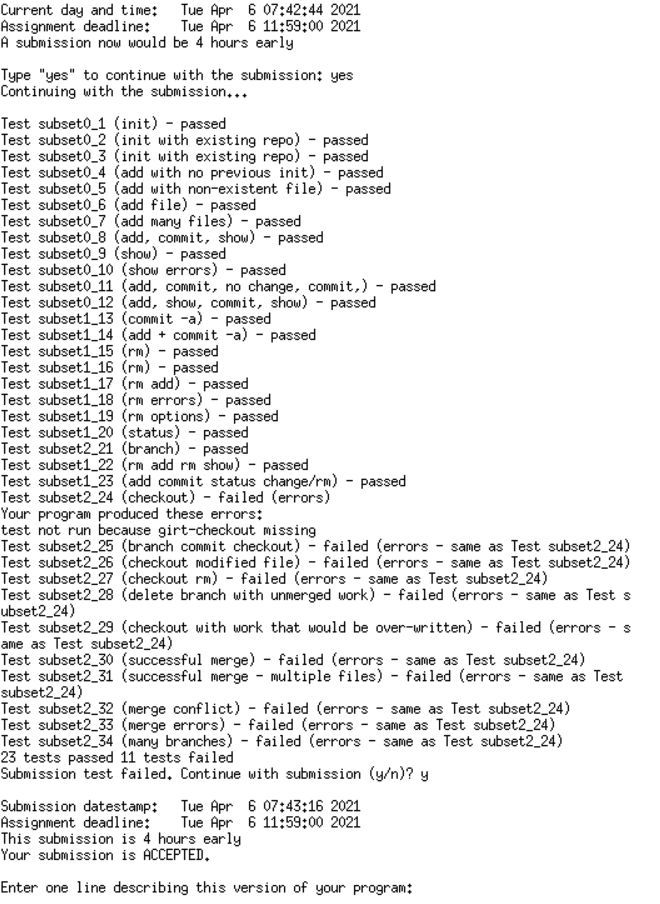 Current day and time:   Tue Apr  6 07:42:44 2021
Assignment deadline:    Tue Apr  6 11:59:00 2021
A submission now would be 4 hours early

Type "yes" to continue with the submission: yes
Continuing with the submission...

Test subset0_1 (init) - passed
Test subset0_2 (init with existing repo) - passed
Test subset0_3 (init with existing repo) - passed
Test subset0_4 (add with no previous init) - passed
Test subset0_5 (add with non-existent file) - passed
Test subset0_6 (add file) - passed
Test subset0_7 (add many files) - passed
Test subset0_8 (add, commit, show) - passed
Test subset0_9 (show) - passed
Test subset0_10 (show errors) - passed
Test subset0_11 (add, commit, no change, commit,) - passed
Test subset0_12 (add, show, commit, show) - passed
Test subset1_13 (commit -a) - passed
Test subset1_14 (add + commit -a) - passed
Test subset1_15 (rm) - passed
Test subset1_16 (rm) - passed
Test subset1_17 (rm add) - passed
Test subset1_18 (rm errors) - passed
Test subset1_19 (rm options) - passed
Test subset1_20 (status) - passed
Test subset2_21 (branch) - passed
Test subset1_22 (rm add rm show) - passed
Test subset1_23 (add commit status change/rm) - passed
Test subset2_24 (checkout) - failed (errors)
Your program produced these errors:
test not run because girt-checkout missing
Test subset2_25 (branch commit checkout) - failed (errors - same as Test subset2_24)
Test subset2_26 (checkout modified file) - failed (errors - same as Test subset2_24)
Test subset2_27 (checkout rm) - failed (errors - same as Test subset2_24)
Test subset2_28 (delete branch with unmerged work) - failed (errors - same as Test s
ubset2_24)
Test subset2_29 (checkout with work that would be over-written) - failed (errors - s
ame as Test subset2_24)
Test subset2_30 (successful merge) - failed (errors - same as Test subset2_24)
Test subset2_31 (successful merge - multiple files) - failed (errors - same as Test 
subset2_24)
Test subset2_32 (merge conflict) - failed (errors - same as Test subset2_24)
Test subset2_33 (merge errors) - failed (errors - same as Test subset2_24)
Test subset2_34 (many branches) - failed (errors - same as Test subset2_24)
23 tests passed 11 tests failed
Submission test failed. Continue with submission (y/n)? y

Submission datestamp:   Tue Apr  6 07:43:16 2021
Assignment deadline:    Tue Apr  6 11:59:00 2021
This submission is 4 hours early
Your submission is ACCEPTED.

Enter one line describing this version of your program: